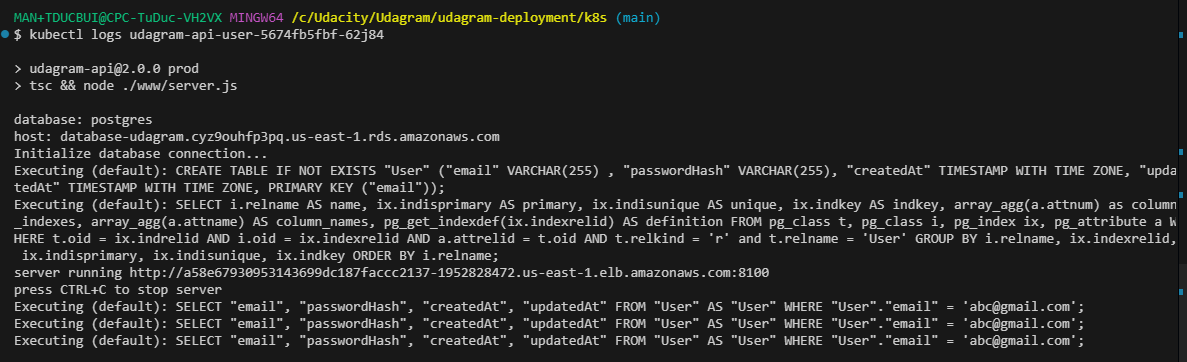 MAN+TDUCBUI@CPC-TuDuc-VH2VX MINGW64 /c/Udacity/Udagram/udagram-deployment/k8s (main)
$ kubectl logs udagram-api-user-5674fb5fbf-62j84
> udagram-api@2.0.0 prod
> tsc && node ./www/server.js
database: postgres
host: database-udagram.cyz9ouhfp3pq.us-east-1.rds.amazonaws.com
Initialize database connection...
Executing (default): CREATE TABLE IF NOT EXISTS "User" ("email" VARCHAR(255) , "passwordHash" VARCHAR(255), "createdAt" TIMESTAMP WITH TIME ZONE, "upda
tedAt" TIMESTAMP WITH TIME ZONE, PRIMARY KEY ("email"));
Executing (default): SELECT i.relname AS name, ix.indisprimary AS primary, ix.indisunique AS unique, ix.indkey AS indkey, array_agg(a.attnum) as column
_indexes, array_agg(a.attname) AS column_names, pg_get_indexdef(ix.indexrelid) AS definition FROM pg_class t, pg_class i, pg_index ix, pg_attribute a W
HERE t.oid = ix.indrelid AND i.oid = ix.indexrelid AND a.attrelid = t.oid AND t.relkind = 'r' and t.relname = 'User' GROUP BY i.relname, ix.indexrelid,
ix.indisprimary, ix.indisunique, ix.indkey ORDER BY i.relname;
server running http://a58e67930953143699dc187faccc2137-1952828472.us-east-1.elb.amazonaws.com:8100
press CTRL+C to stop server
Executing (default): SELECT "email", "passwordHash", "createdAt", "updatedAt" FROM "User" AS "User" WHERE "User"."email" = 'abc@gmail.com';
Executing (default): SELECT "email", "passwordHash", "createdAt", "updatedAt" FROM "User" AS "User" WHERE "User"."email" = 'abc@gmail.com';
Executing (default): SELECT "email", "passwordHash", "createdAt", "updatedAt" FROM "User" AS "User" WHERE "User"."email" = 'abc@gmail.com';